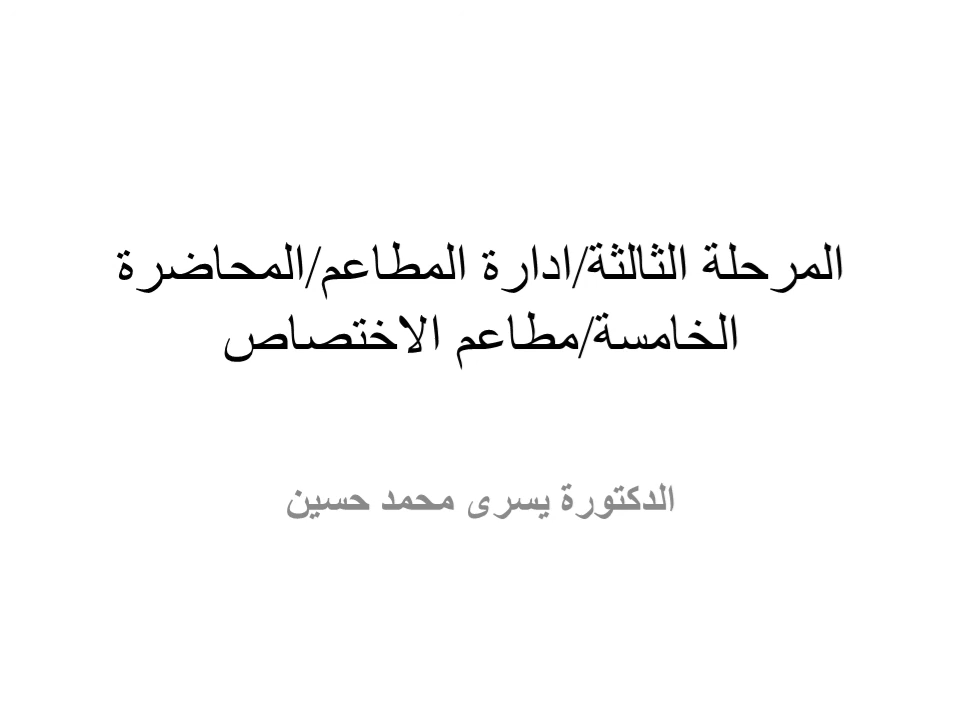 المرحلة الثالثة/ادارة المطاعم/المحاضرة
الخامسة/مطاعم الاختصاص
الدكتورة يسرى محمد حسين